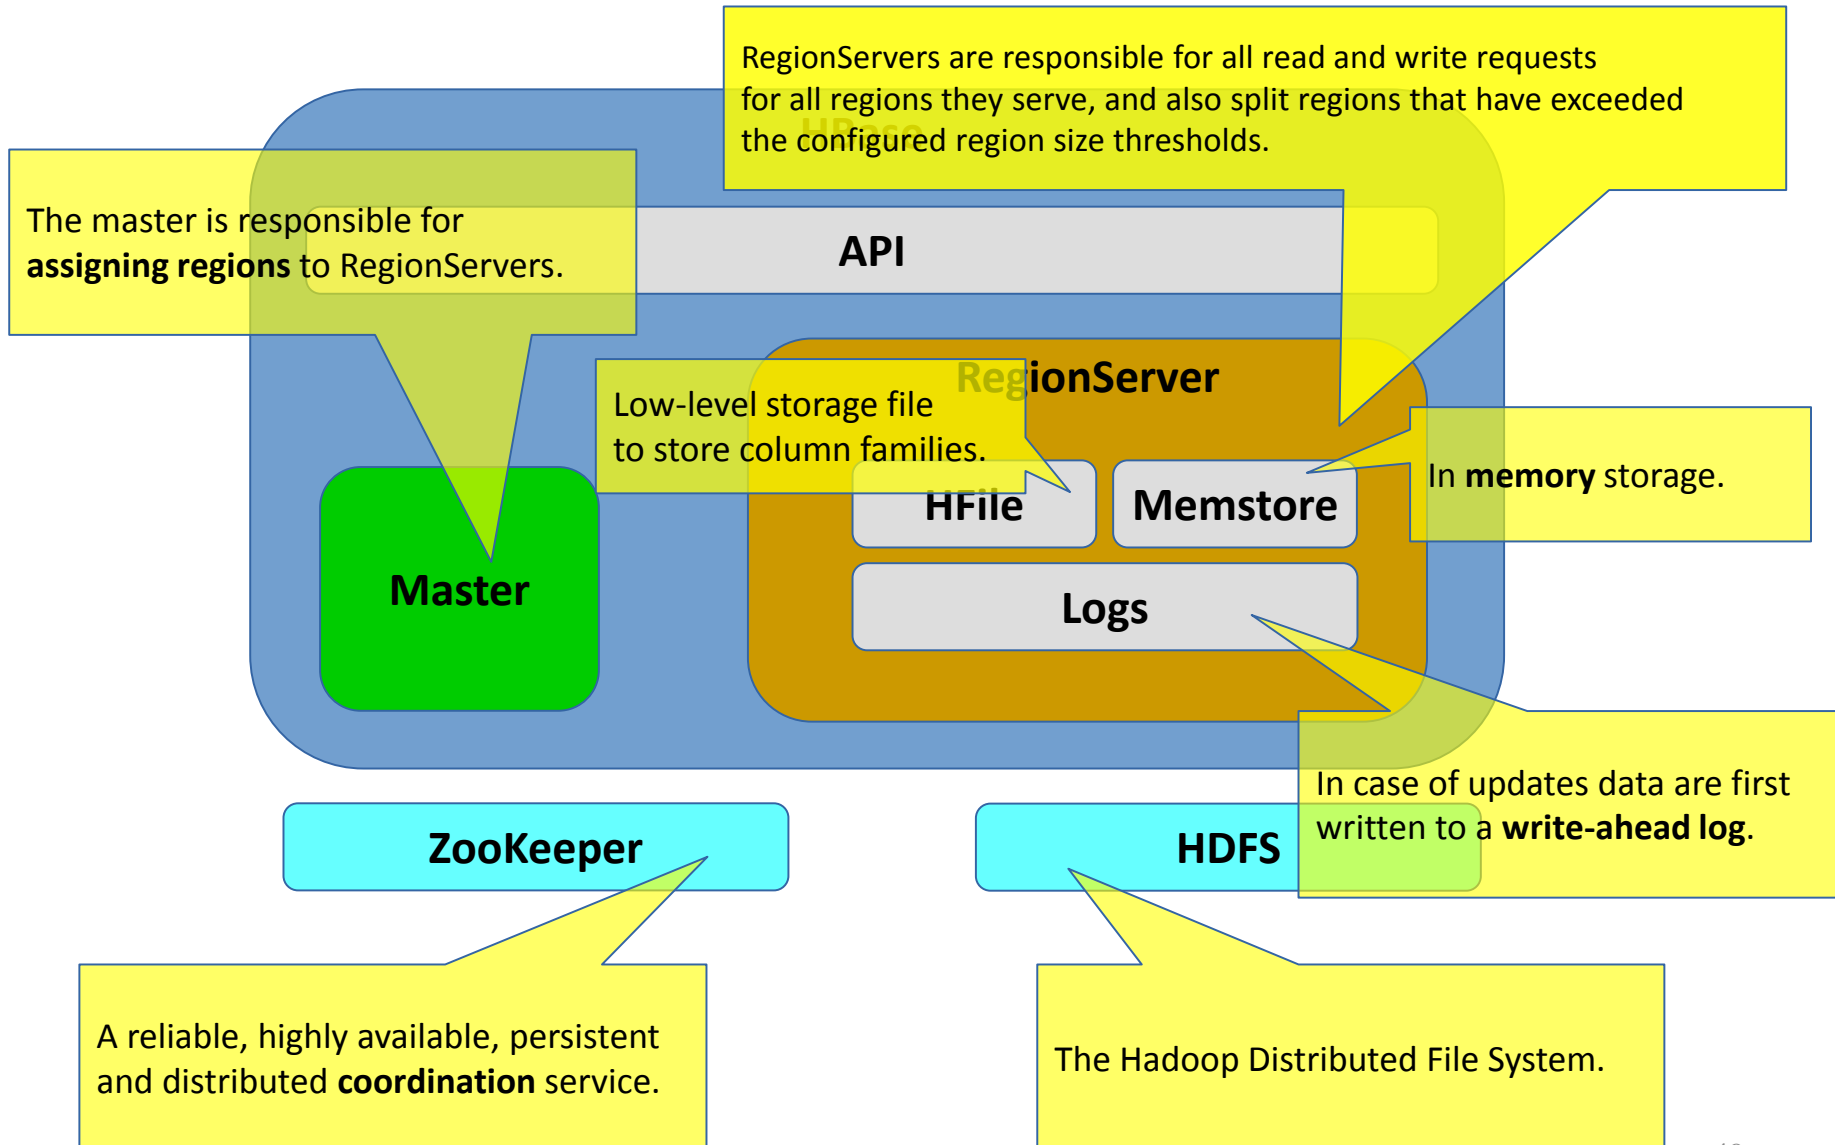 RegionServers are responsible for all read and write requests
for all regions they serve, and also split regions that have exceeded
the configured region size thresholds.
HBase
The master is responsible for
assigning regions to RegionServers.
API
RegionServer
Low-level storage file
to store column families.
In memory storage.
HFile
Memstore
Master
Logs
In case of updates data are first
written to a write-ahead log.
ZooKeeper
HDFS
A reliable, highly available, persistent
and distributed coordination service.
The Hadoop Distributed File System.